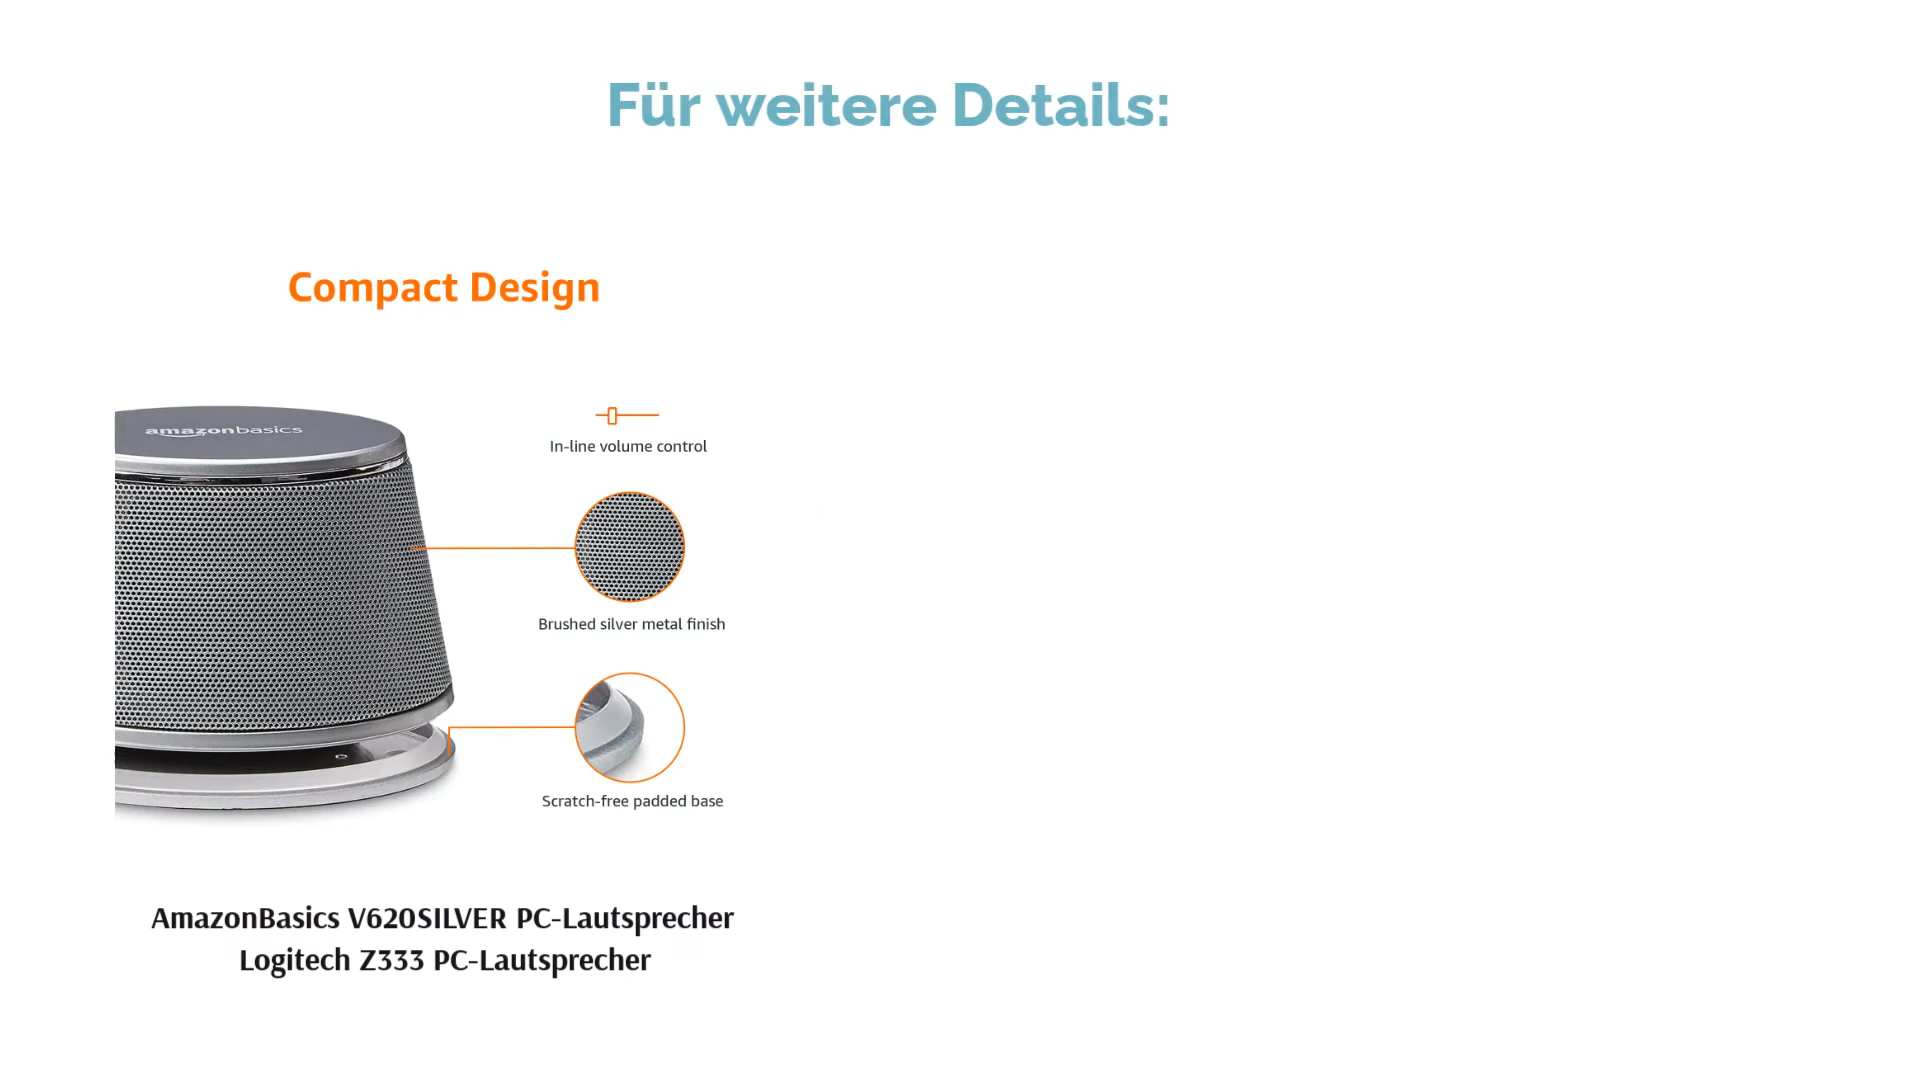 Für weitere Details:
Compact Design
amazonbasics
In-line volume control
Brushed silver metal finish
Scratch-free padded base
AmazonBasics V620SILVER PC-Lautsprecher
Logitech Z333 PC-Lautsprecher